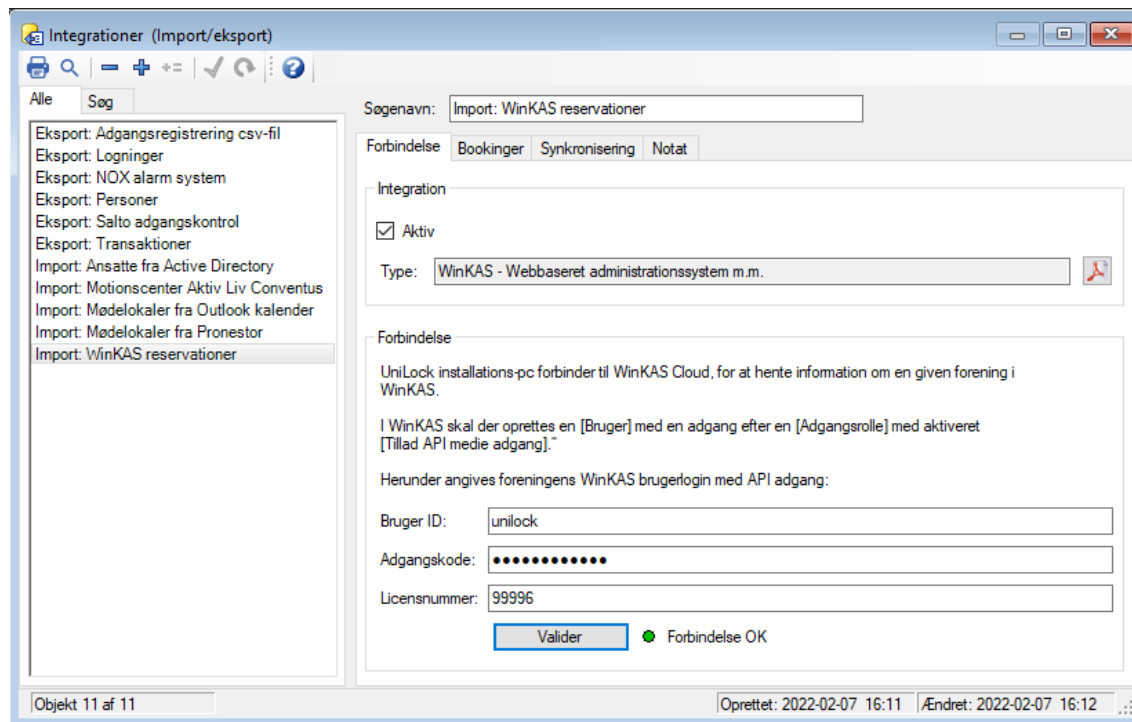 Integrationer (Import/eksport)
Alle
Søg
Eksport: Adgangsregistrering csv-fil
Eksport: Logninger
Eksport: NOX alarm system
Eksport: Personer
Eksport: Salto adgangskontrol
Eksport: Transaktioner
Import: Ansatte fra Active Directory
Import: Motionscenter Aktiv Liv Conventus
Import: Mødelokaler fra Outlook kalender
Import: Mødelokaler fra Pronestor
Import: WinKAS reservationer
Søgenavn: Import: WinKAS reservationer
Forbindelse Bookinger Synkronisering Notat
Integration
Aktiv
Type: WinKAS - Webbaseret administrationssystem m.m.
Forbindelse
UniLock installations-pc forbinder til WinKAS Cloud, for at hente information om en given forening i
WinKAS.
I WinKAS skal der oprettes en [Bruger] med en adgang efter en [Adgangsrolle] med aktiveret
[Tillad API medie adgang]."
Herunder angives foreningens WinKAS brugerlogin med API adgang:
Bruger ID: unilock
Adgangskode: ••••••••••••
Licensnummer: 99996
Valider Forbindelse OK
Objekt 11 af 11
Oprettet: 2022-02-07 16:11 Ændret: 2022-02-07 16:12